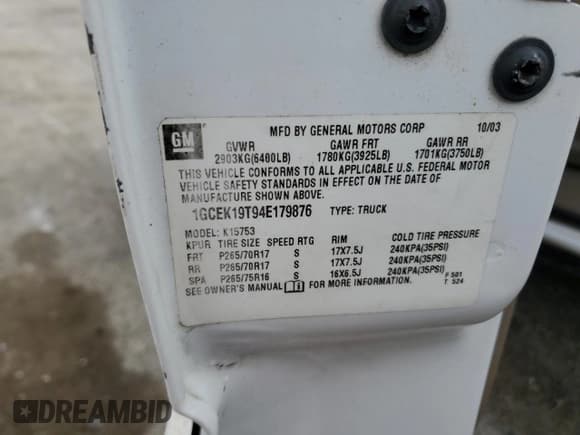 GM
MFD BY GENERAL MOTORS CORP 10/03
GVWR GAWR FRT GAWR RR
2903KG(6400LB) 1780KG(3925LB) 1701KG(3750LB)
THIS VEHICLE CONFORMS TO ALL APPLICABLE U.S. FEDERAL MOTOR
VEHICLE SAFETY STANDARDS IN EFFECT ON THE DATE OF
MANUFACTURE SHOWN ABOVE.
1GCEK19T94E179876 TYPE: TRUCK
MODEL: K15753
KPUR TIRE SIZE SPEED RTG RIM COLD TIRE PRESSURE
FRT P265/70R17 S 17X7.5J 240KPA(35PSI)
RR P265/70R17 S 17X7.5J 240KPA(35PSI)
SPA P265/75R16 S 16X6.5J 240KPA(35PSI)
SEE OWNER'S MANUAL FOR MORE INFORMATION.
F 501
T 524
DREAMBID